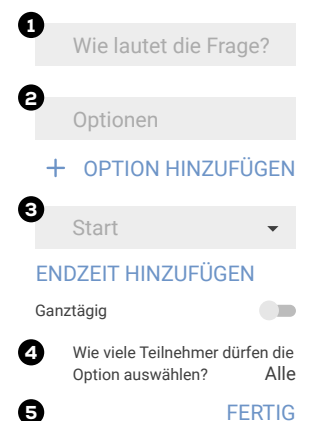 1
Wie lautet die Frage?
2
Optionen
+ OPTION HINZUFÜGEN
3
Start
ENDZEIT HINZUFÜGEN
Ganztägig
4
Wie viele Teilnehmer dürfen die
Option auswählen? Alle
5
FERTIG